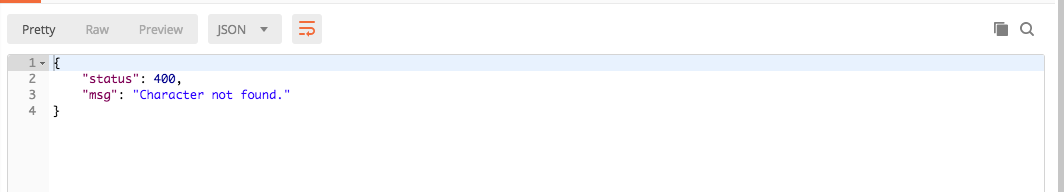 Pretty Raw Preview JSON
1 {
2 "status": 400,
3 "msg": "Character not found."
4 }